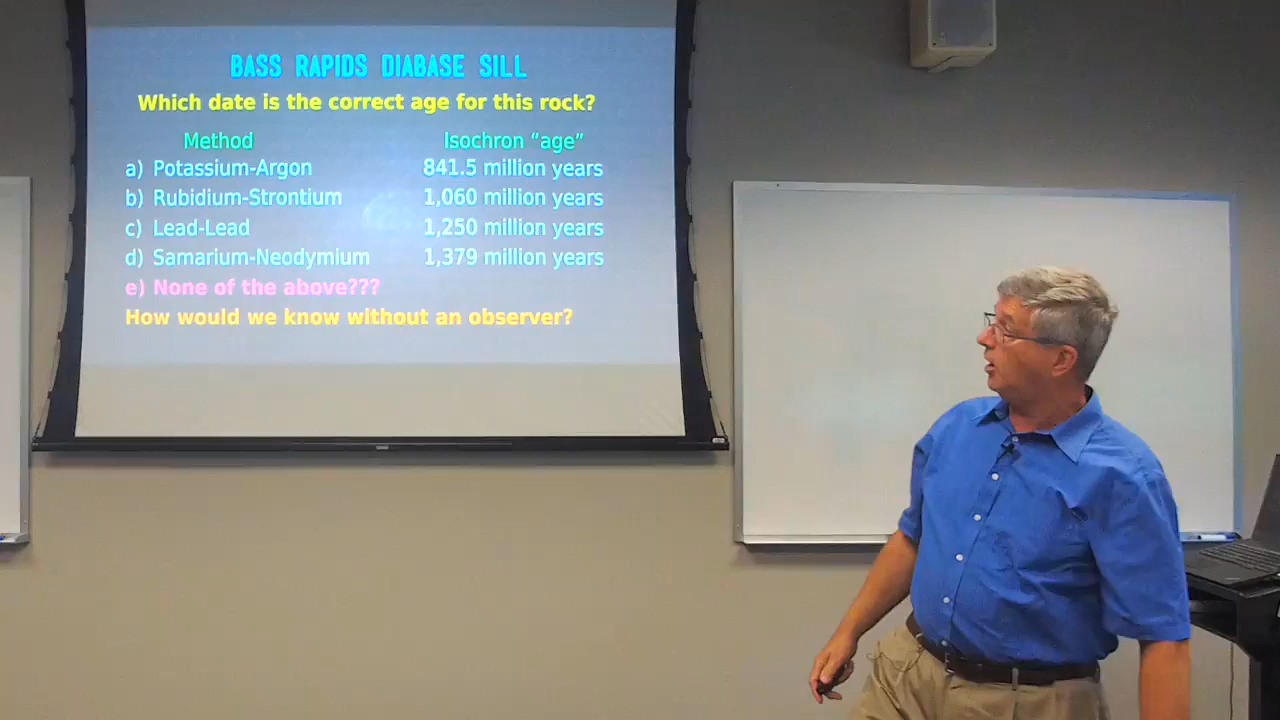 BASS RAPIDS DIABASE SILL
Which date is the correct age for this rock?
Method Isochron “age”
a) Potassium-Argon 841.5 million years
b) Rubidium-Strontium 1,060 million years
c) Lead-Lead 1,250 million years
d) Samarium-Neodymium 1,379 million years
e) None of the above???
How would we know without an observer?